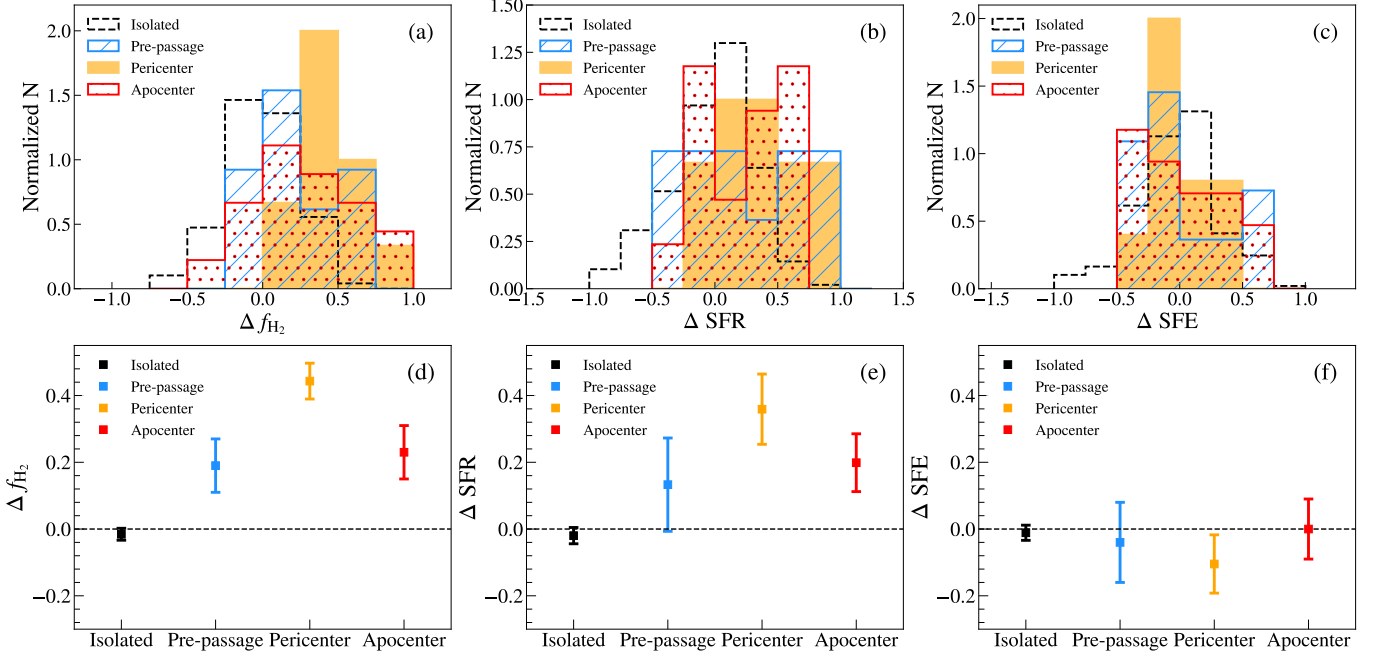 Normalized N
2.0
1.5
1.0
0.5
0.0
Isolated
Pre-passage
Pericenter
Apocenter
(a)
−1.0 −0.5 0.0 0.5 1.0
Δ f_H₂
Normalized N
1.50
1.25
1.00
0.75
0.50
0.25
0.00
Isolated
Pre-passage
Pericenter
Apocenter
(b)
−1.5 −1.0 −0.5 0.0 0.5 1.0 1.5
Δ SFR
Normalized N
2.0
1.5
1.0
0.5
0.0
Isolated
Pre-passage
Pericenter
Apocenter
(c)
−1.5 −1.0 −0.5 0.0 0.5 1.0
Δ SFE
Δ f_H₂
0.4
0.2
0.0
−0.2
Isolated
Pre-passage
Pericenter
Apocenter
(d)
Isolated Pre-passage Pericenter Apocenter
Δ SFR
0.4
0.2
0.0
−0.2
Isolated
Pre-passage
Pericenter
Apocenter
(e)
Isolated Pre-passage Pericenter Apocenter
Δ SFE
0.4
0.2
0.0
−0.2
Isolated
Pre-passage
Pericenter
Apocenter
(f)
Isolated Pre-passage Pericenter Apocenter